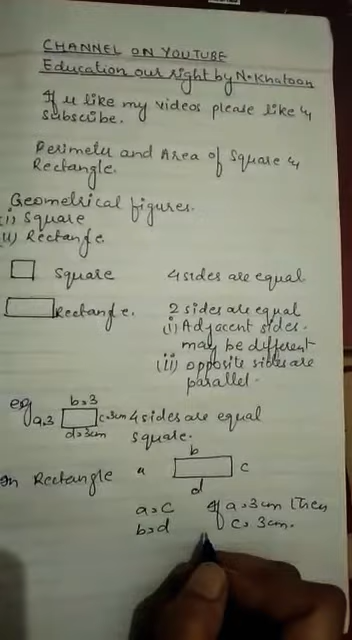 CHANNEL ON YOUTUBE
Education our right by N. Khatoon
If u like my videos please like &
subscribe.
Perimetu and Area of Square &
Rectangle.
Geometrical figures.
(i) Square
(ii) Rectangle
Square 4 sides are equal
Rectangle. 2 sides are equal
(i) Adjacent sides.
may be different
(ii) opposite sides are
parallel.
eg b=3
a=3 c=3cm 4 sides are equal
d=3cm square.
b
In Rectangle a c
d
a=c If a=3cm then
b=d c=3cm.